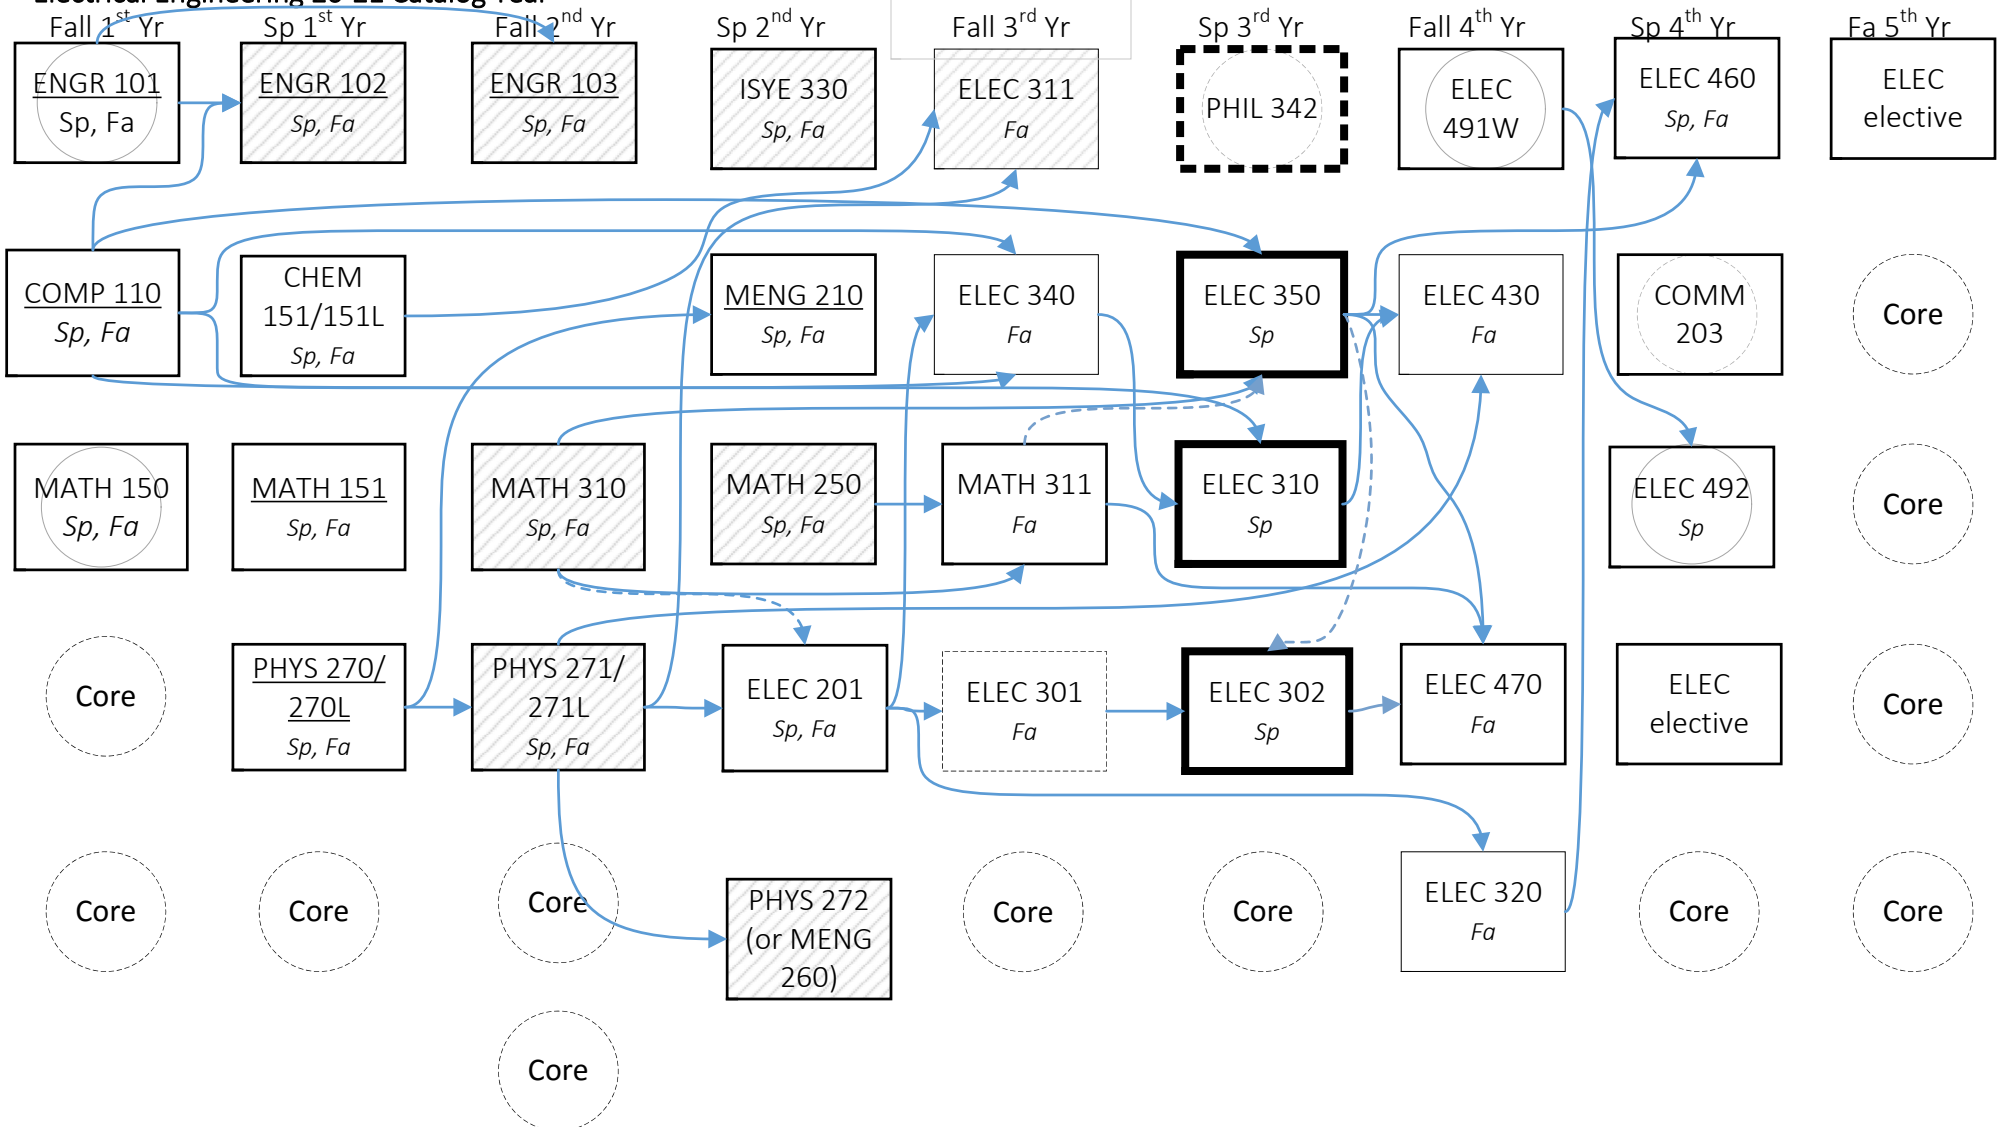 Electrical Engineering 20-21 Catalog Year
Fall 1st Yr
Sp 1st Yr
Fall 2nd Yr
Sp 2nd Yr
Fall 3rd Yr
Sp 3rd Yr
Fall 4th Yr
Sp 4th Yr
Fa 5th Yr
ENGR 101
Sp, Fa
ENGR 102
Sp, Fa
ENGR 103
Sp, Fa
ISYE 330
Sp, Fa
ELEC 311
Fa
PHIL 342
ELEC
491W
ELEC 460
Sp, Fa
ELEC
elective
COMP 110
Sp, Fa
CHEM
151/151L
Sp, Fa
MENG 210
Sp, Fa
ELEC 340
Fa
ELEC 350
Sp
ELEC 430
Fa
COMM
203
Core
MATH 150
Sp, Fa
MATH 151
Sp, Fa
MATH 310
Sp, Fa
MATH 250
Sp, Fa
MATH 311
Fa
ELEC 310
Sp
ELEC 492
Sp
Core
Core
PHYS 270/
270L
Sp, Fa
PHYS 271/
271L
Sp, Fa
ELEC 201
Sp, Fa
ELEC 301
Fa
ELEC 302
Sp
ELEC 470
Fa
ELEC
elective
Core
Core
Core
Core
PHYS 272
(or MENG
260)
Core
Core
ELEC 320
Fa
Core
Core
Core